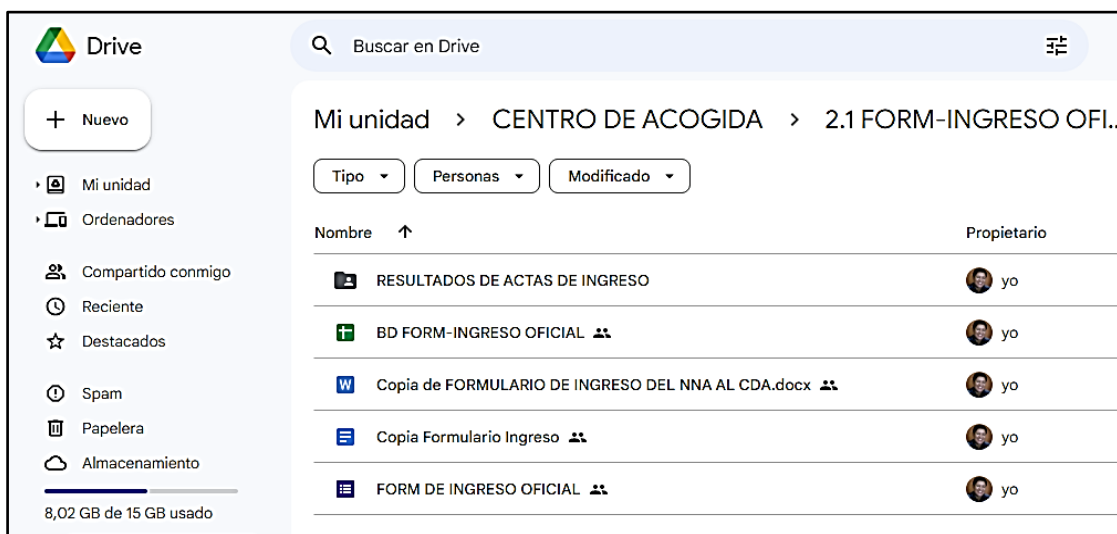 Drive
Buscar en Drive
Nuevo
Mi unidad > CENTRO DE ACOGIDA > 2.1 FORM-INGRESO OFI...
Tipo
Personas
Modificado
Mi unidad
Ordenadores
Compartido conmigo
Reciente
Destacados
Spam
Papelera
Almacenamiento
8,02 GB de 15 GB usado
Nombre Propietario
RESULTADOS DE ACTAS DE INGRESO yo
BD FORM-INGRESO OFICIAL yo
W Copia de FORMULARIO DE INGRESO DEL NNA AL CDA.docx yo
Copia Formulario Ingreso yo
FORM DE INGRESO OFICIAL yo